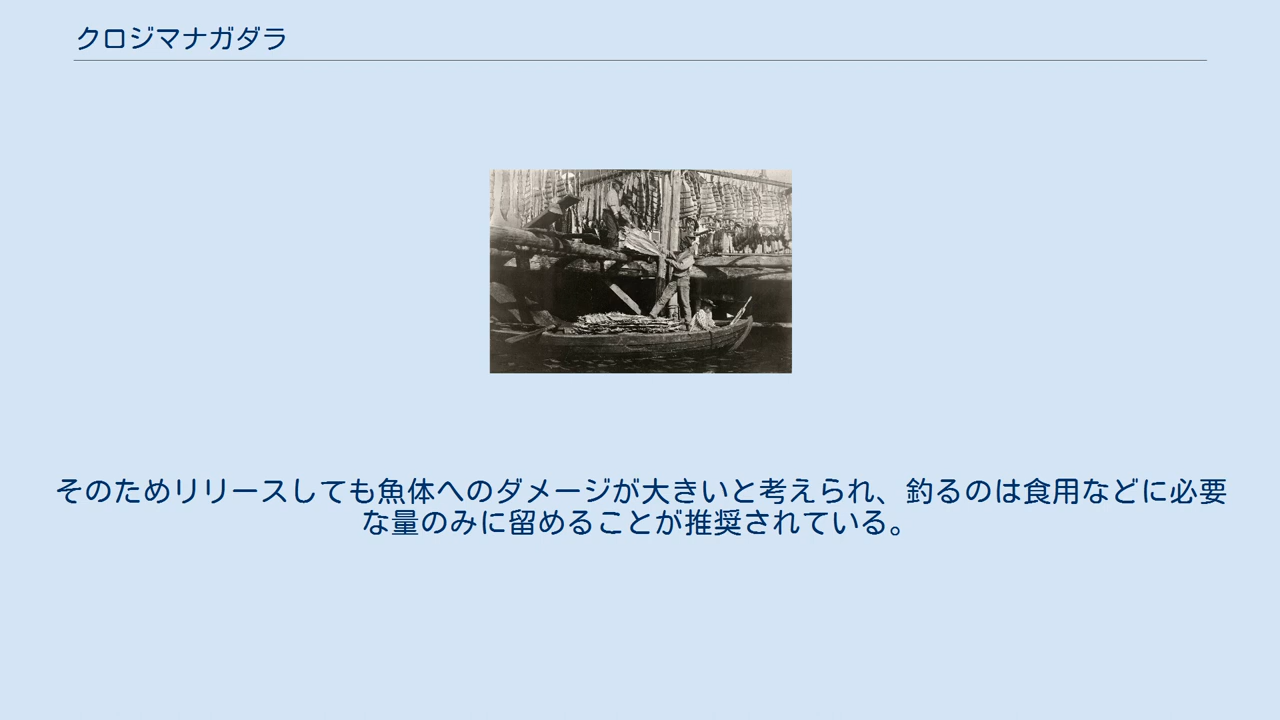 クロジマナガダラ
そのためリリースしても魚体へのダメージが大きいと考えられ、釣るのは食用などに必要
な量のみに留めることが推奨されている。